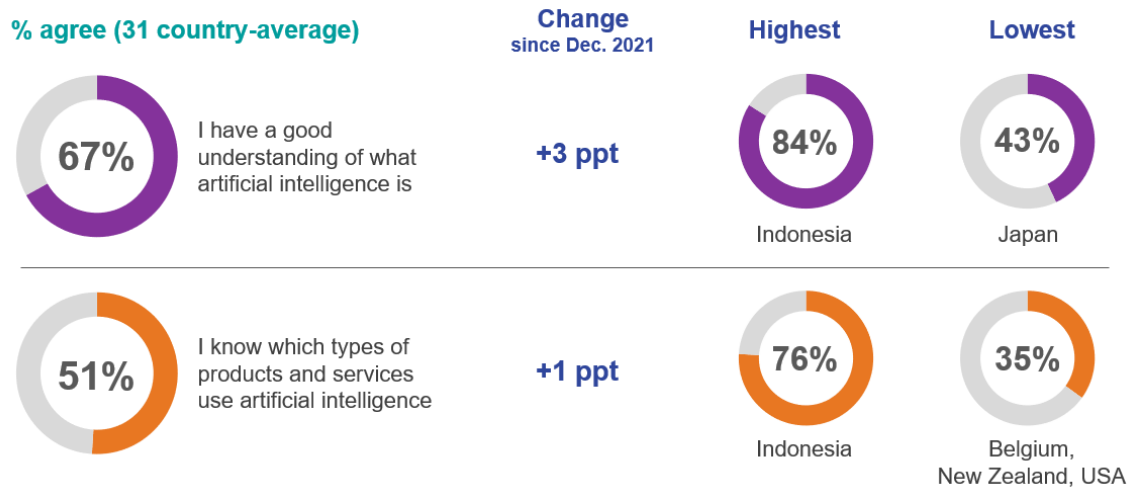 % agree (31 country-average)
Change
since Dec. 2021
Highest
Lowest
67%
I have a good
understanding of what
artificial intelligence is
+3 ppt
84%
Indonesia
43%
Japan
51%
I know which types of
products and services
use artificial intelligence
+1 ppt
76%
Indonesia
35%
Belgium,
New Zealand, USA